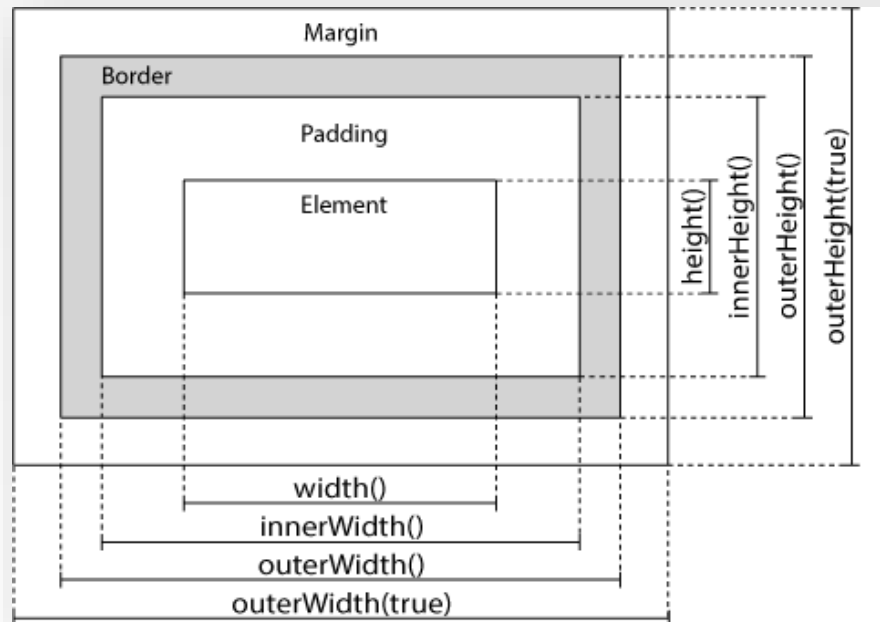 Margin
Border
Padding
Element
height()
innerHeight()
outerHeight()
outerHeight(true)
width()
innerWidth()
outerWidth()
outerWidth(true)